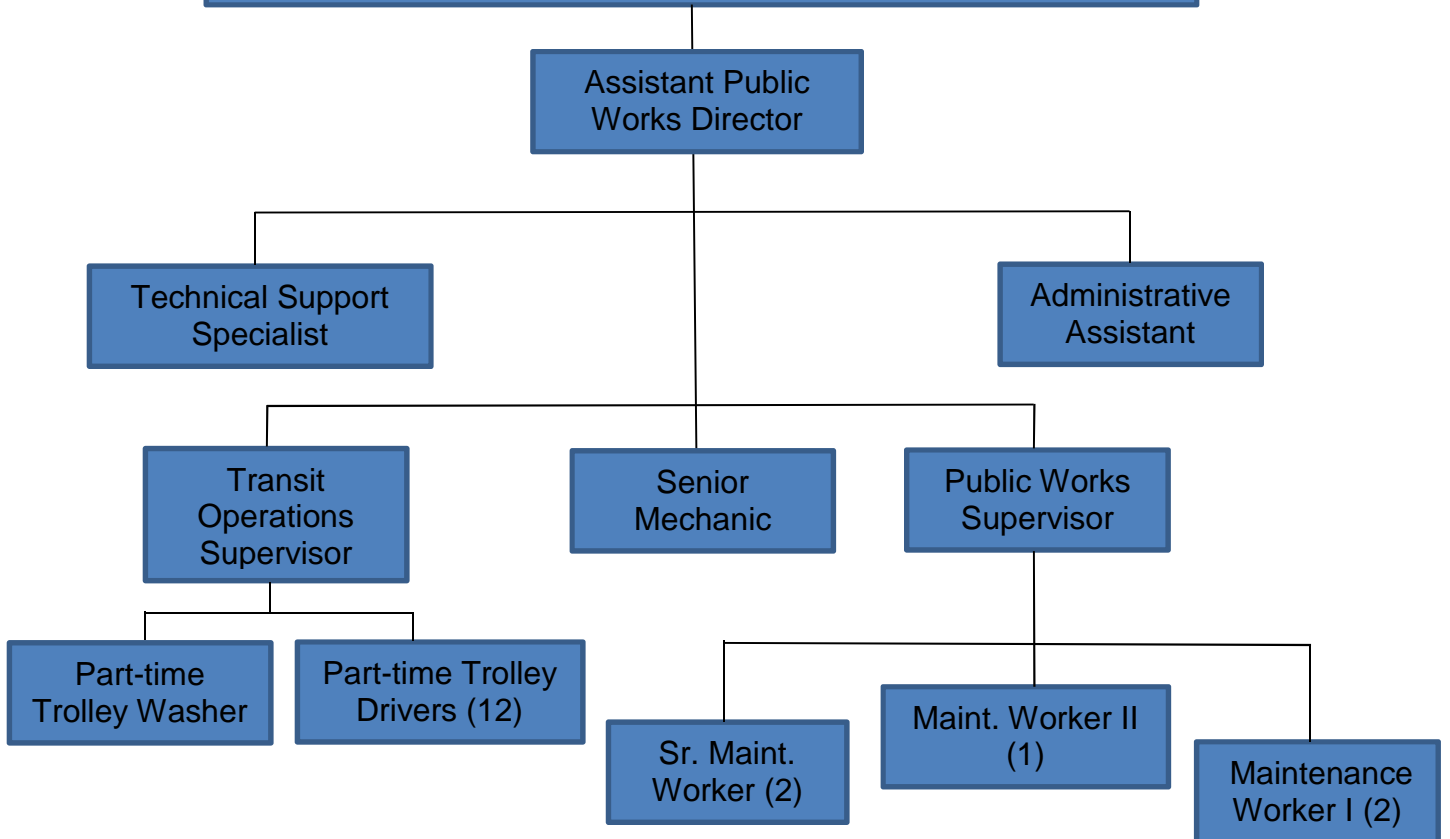 Assistant Public
Works Director
Technical Support
Specialist
Administrative
Assistant
Transit
Operations
Supervisor
Senior
Mechanic
Public Works
Supervisor
Part-time
Trolley Washer
Part-time Trolley
Drivers (12)
Sr. Maint.
Worker (2)
Maint. Worker II
(1)
Maintenance
Worker I (2)